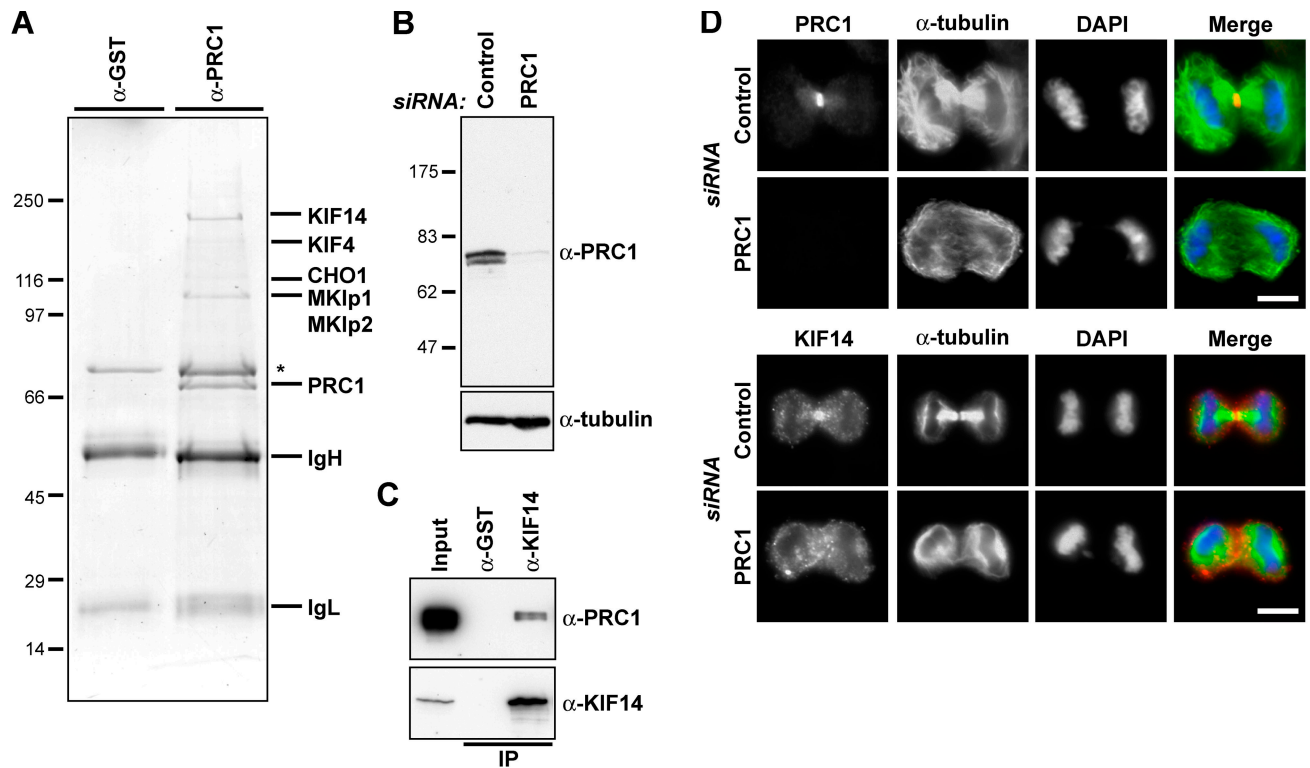 A
α-GST
α-PRC1
250
116
97
66
45
29
14
KIF14
KIF4
CHO1
MKlp1
MKlp2
*
PRC1
IgH
IgL
B
siRNA:
Control
PRC1
175
83
62
47
α-PRC1
α-tubulin
C
Input
α-GST
α-KIF14
α-PRC1
α-KIF14
IP
D
PRC1 α-tubulin DAPI Merge
siRNA
Control
PRC1
KIF14 α-tubulin DAPI Merge
siRNA
Control
PRC1